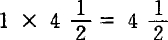 1 × 4 1/2 = 4 1/2